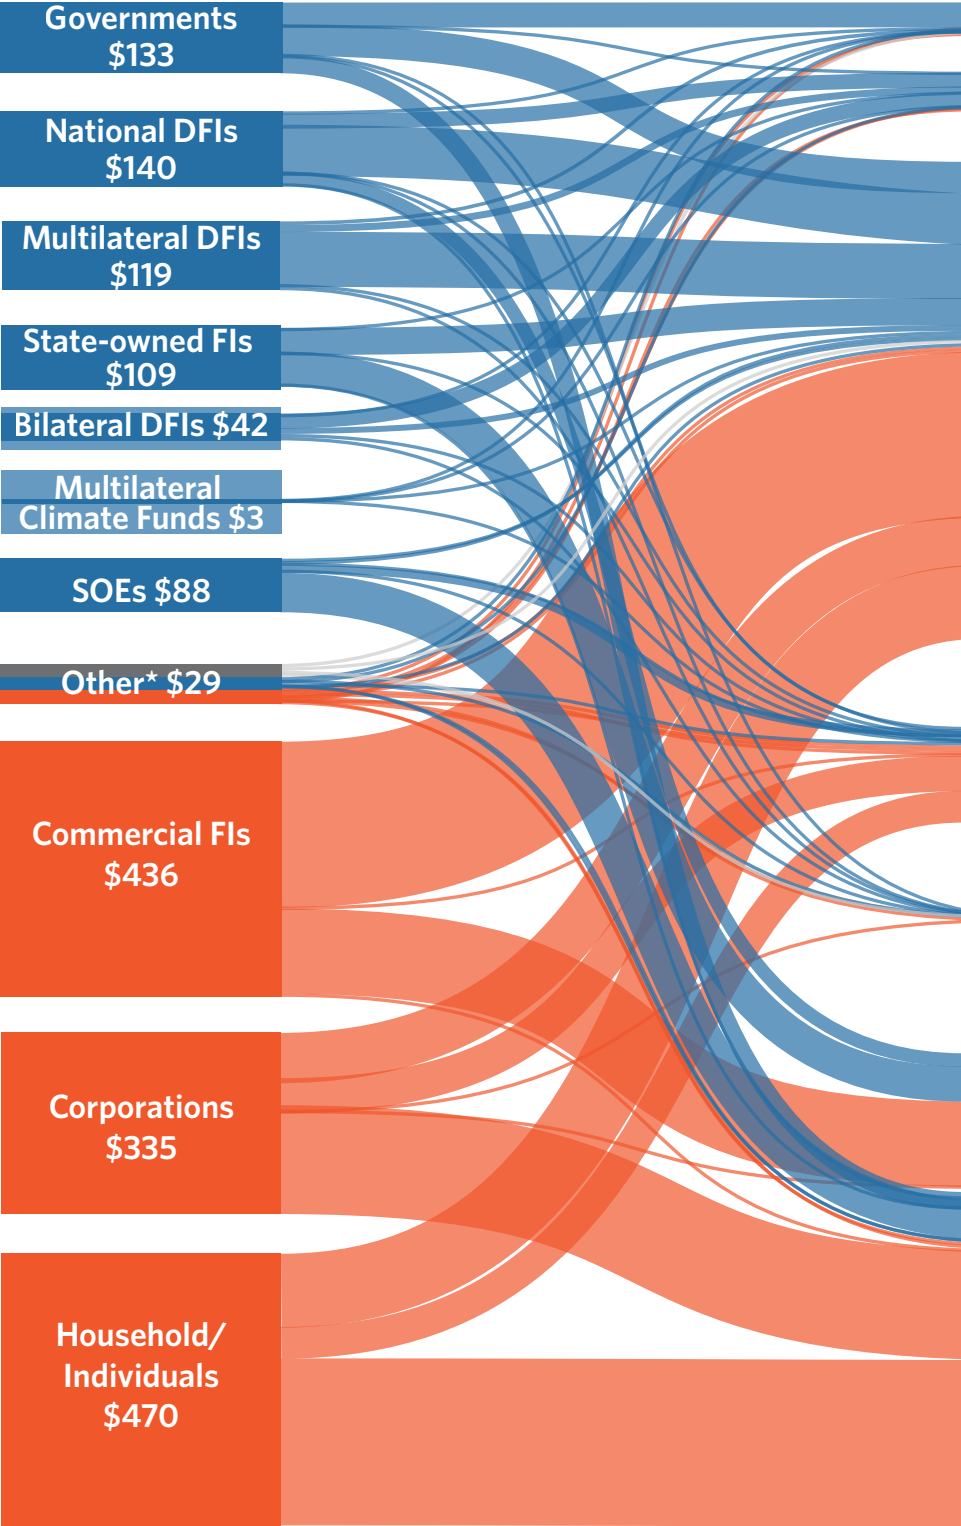 Governments
$133
National DFIs
$140
Multilateral DFIs
$119
State-owned FIs
$109
Bilateral DFIs $42
Multilateral
Climate Funds $3
SOEs $88
Other* $29
Commercial FIs
$436
Corporations
$335
Household/
Individuals
$470